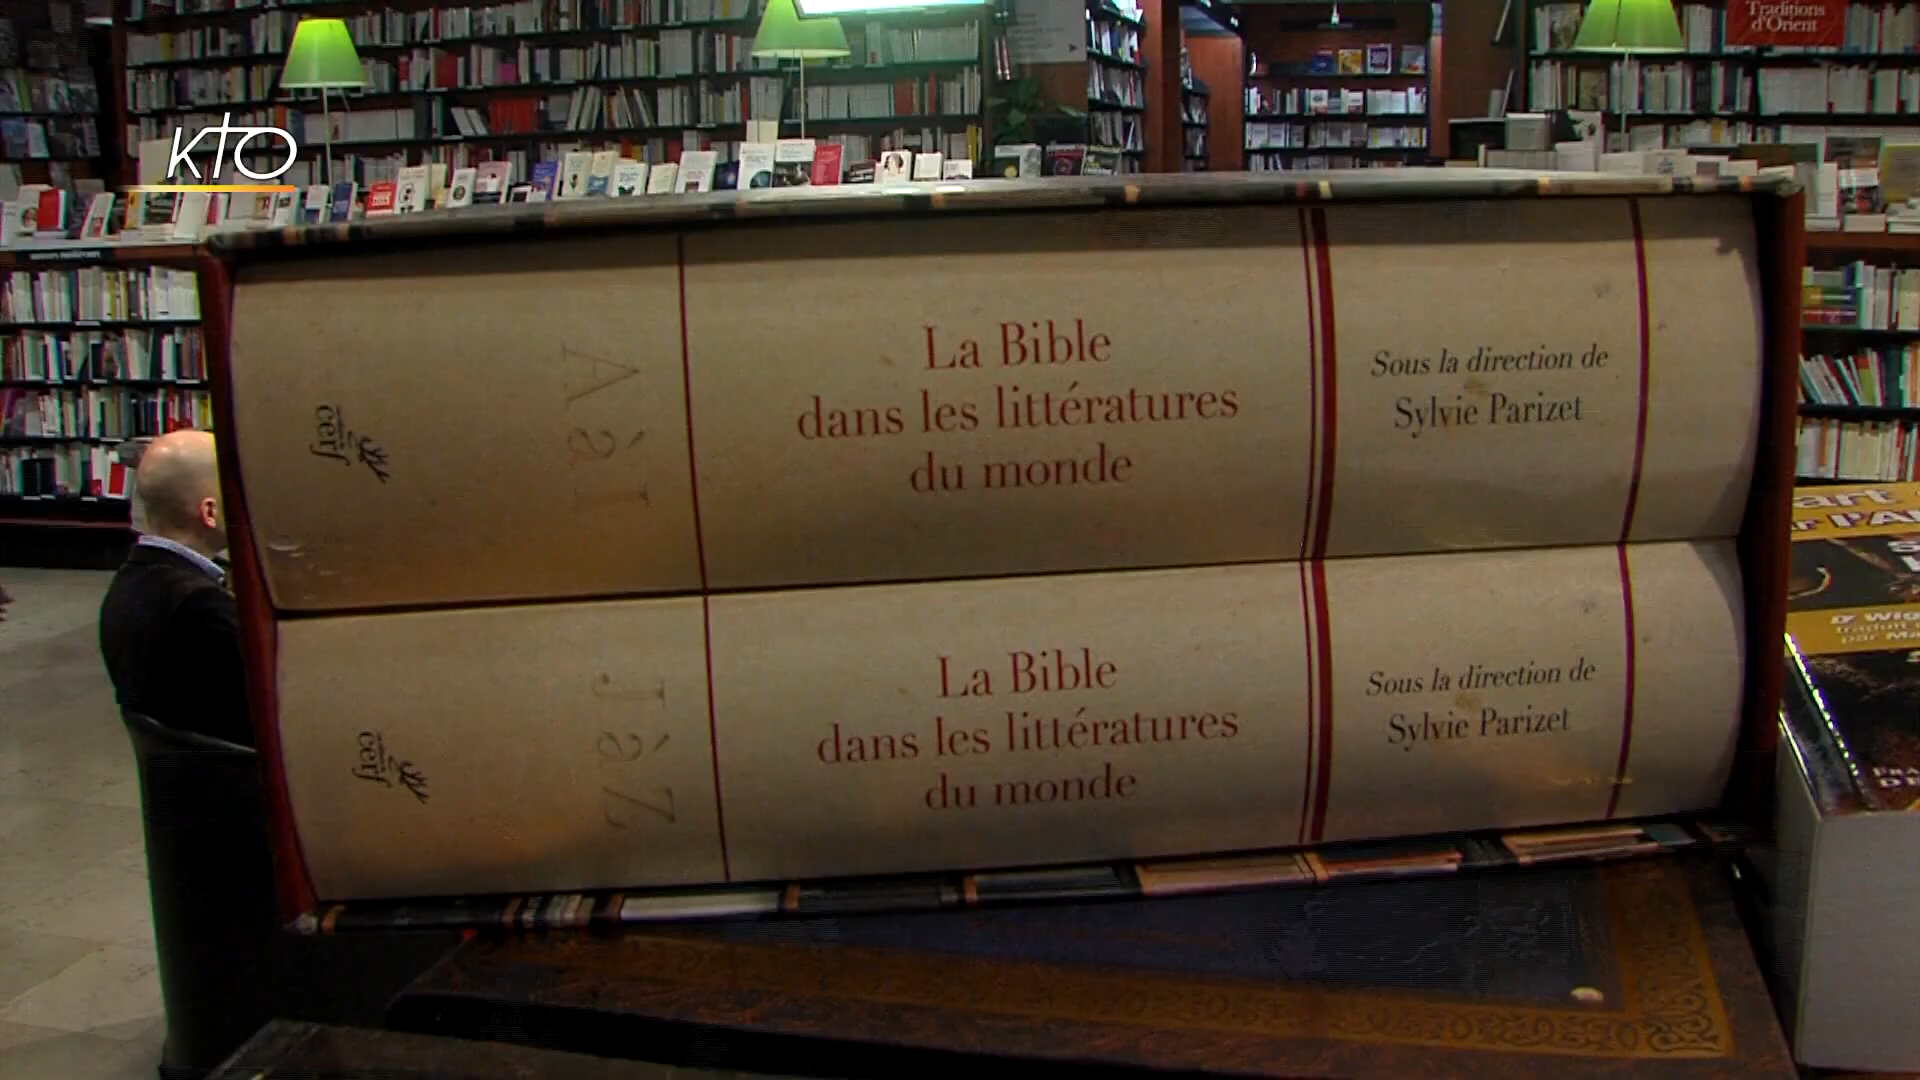 Traditions
d'Orient
KTO
La Bible
dans les littératures
du monde
Sous la direction de
Sylvie Parizet
A à I
cerf
La Bible
dans les littératures
du monde
Sous la direction de
Sylvie Parizet
J à Z
cerf